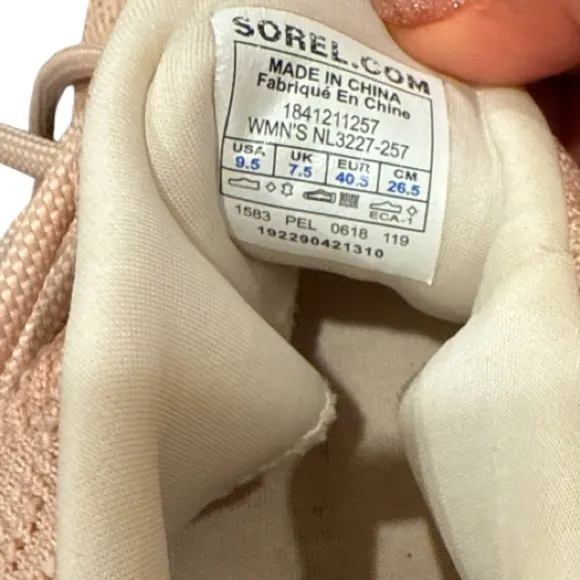 SOREL.COM
MADE IN CHINA
Fabriqué En Chine
1841211257
WMN'S NL3227-257
USA UK EUR CM
9.5 7.5 40.5 26.5
ECA-1
1583 PEL 0618 119
192290421310